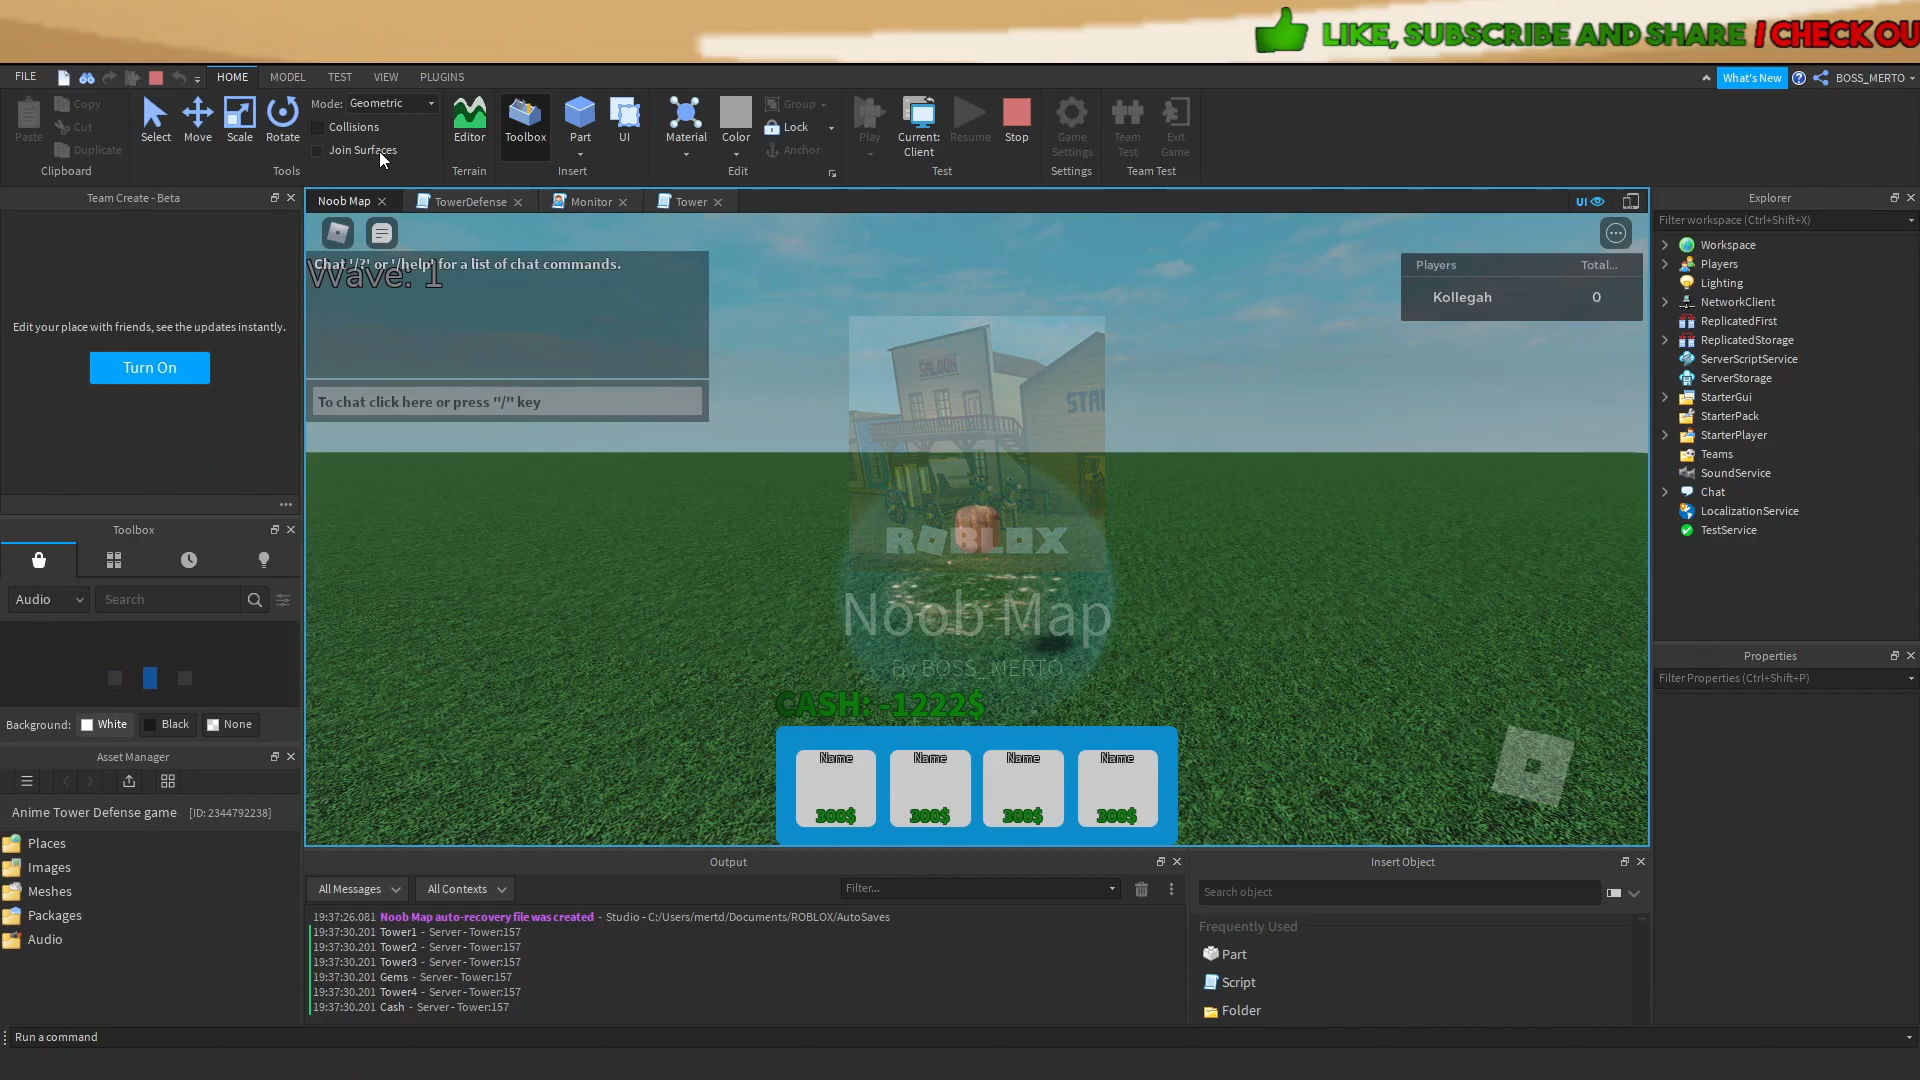 LIKE, SUBSCRIBE AND SHARE ! CHECK OU
FILE
HOME
MODEL
TEST
VIEW
PLUGINS
What's New
BOSS_MERTO
Paste
Copy
Cut
Duplicate
Clipboard
Select
Move
Scale
Rotate
Mode: Geometric
Collisions
Join Surfaces
Tools
Editor
Terrain
Toolbox
Part
UI
Insert
Material
Color
Group
Lock
Anchor
Edit
Play
Current:
Client
Resume
Stop
Test
Game
Settings
Settings
Team
Test
Exit
Game
Team Test
Team Create - Beta
Edit your place with friends, see the updates instantly.
Turn On
Toolbox
Audio
Search
Background:
White
Black
None
Asset Manager
Anime Tower Defense game [ID: 2344792238]
Places
Images
Meshes
Packages
Audio
Noob Map
TowerDefense
Monitor
Tower
UI
Chat '/?' or '/help' for a list of chat commands.
Wave: 1
To chat click here or press "/" key
Players
Total...
Kollegah
0
SALOON
STA
ROBLOX
Noob Map
By BOSS_MERTO
CASH: -1222$
Name
Name
Name
Name
300$
300$
300$
300$
Output
All Messages
All Contexts
Filter...
19:37:26.081 Noob Map auto-recovery file was created - Studio - C:/Users/mertd/Documents/ROBLOX/AutoSaves
19:37:30.201 Tower1 - Server - Tower:157
19:37:30.201 Tower2 - Server - Tower:157
19:37:30.201 Tower3 - Server - Tower:157
19:37:30.201 Gems - Server - Tower:157
19:37:30.201 Tower4 - Server - Tower:157
19:37:30.201 Cash - Server - Tower:157
Insert Object
Search object
Frequently Used
Part
Script
Folder
Explorer
Filter workspace (Ctrl+Shift+X)
Workspace
Players
Lighting
NetworkClient
ReplicatedFirst
ReplicatedStorage
ServerScriptService
ServerStorage
StarterGui
StarterPack
StarterPlayer
Teams
SoundService
Chat
LocalizationService
TestService
Properties
Filter Properties (Ctrl+Shift+P)
Run a command